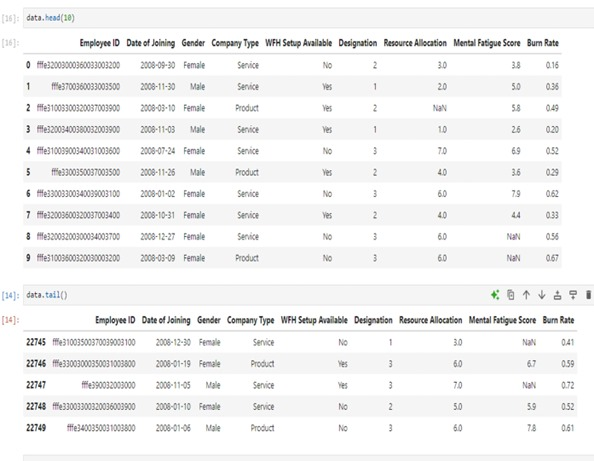 [16]: data.head(10)
[16]: Employee ID Date of Joining Gender Company Type WFH Setup Available Designation Resource Allocation Mental Fatigue Score Burn Rate
0 fffe32003000360033003200 2008-09-30 Female Service No 2 3.0 3.8 0.16
1 fffe3700360033003500 2008-11-30 Male Service Yes 1 2.0 5.0 0.36
2 fffe31003300320037003900 2008-03-10 Female Product Yes 2 NaN 5.8 0.49
3 fffe32003400380032003900 2008-11-03 Male Service Yes 1 1.0 2.6 0.20
4 fffe31003900340031003600 2008-07-24 Female Service No 3 7.0 6.9 0.52
5 fffe3300350037003500 2008-11-26 Male Product Yes 2 4.0 3.6 0.29
6 fffe33003300340039003100 2008-01-02 Female Service No 3 6.0 7.9 0.62
7 fffe32003600320037003400 2008-10-31 Female Service Yes 2 4.0 4.4 0.33
8 fffe32003200300034003700 2008-12-27 Female Service No 3 6.0 NaN 0.56
9 fffe31003600320030003200 2008-03-09 Female Product No 3 6.0 NaN 0.67
[14]: data.tail()
[14]: Employee ID Date of Joining Gender Company Type WFH Setup Available Designation Resource Allocation Mental Fatigue Score Burn Rate
22745 fffe31003500370039003100 2008-12-30 Female Service No 1 3.0 NaN 0.41
22746 fffe33003000350031003800 2008-01-19 Female Product Yes 3 6.0 6.7 0.59
22747 fffe390032003000 2008-11-05 Male Service Yes 3 7.0 NaN 0.72
22748 fffe33003300320036003900 2008-01-10 Female Service No 2 5.0 5.9 0.52
22749 fffe3400350031003800 2008-01-06 Male Product No 3 6.0 7.8 0.61